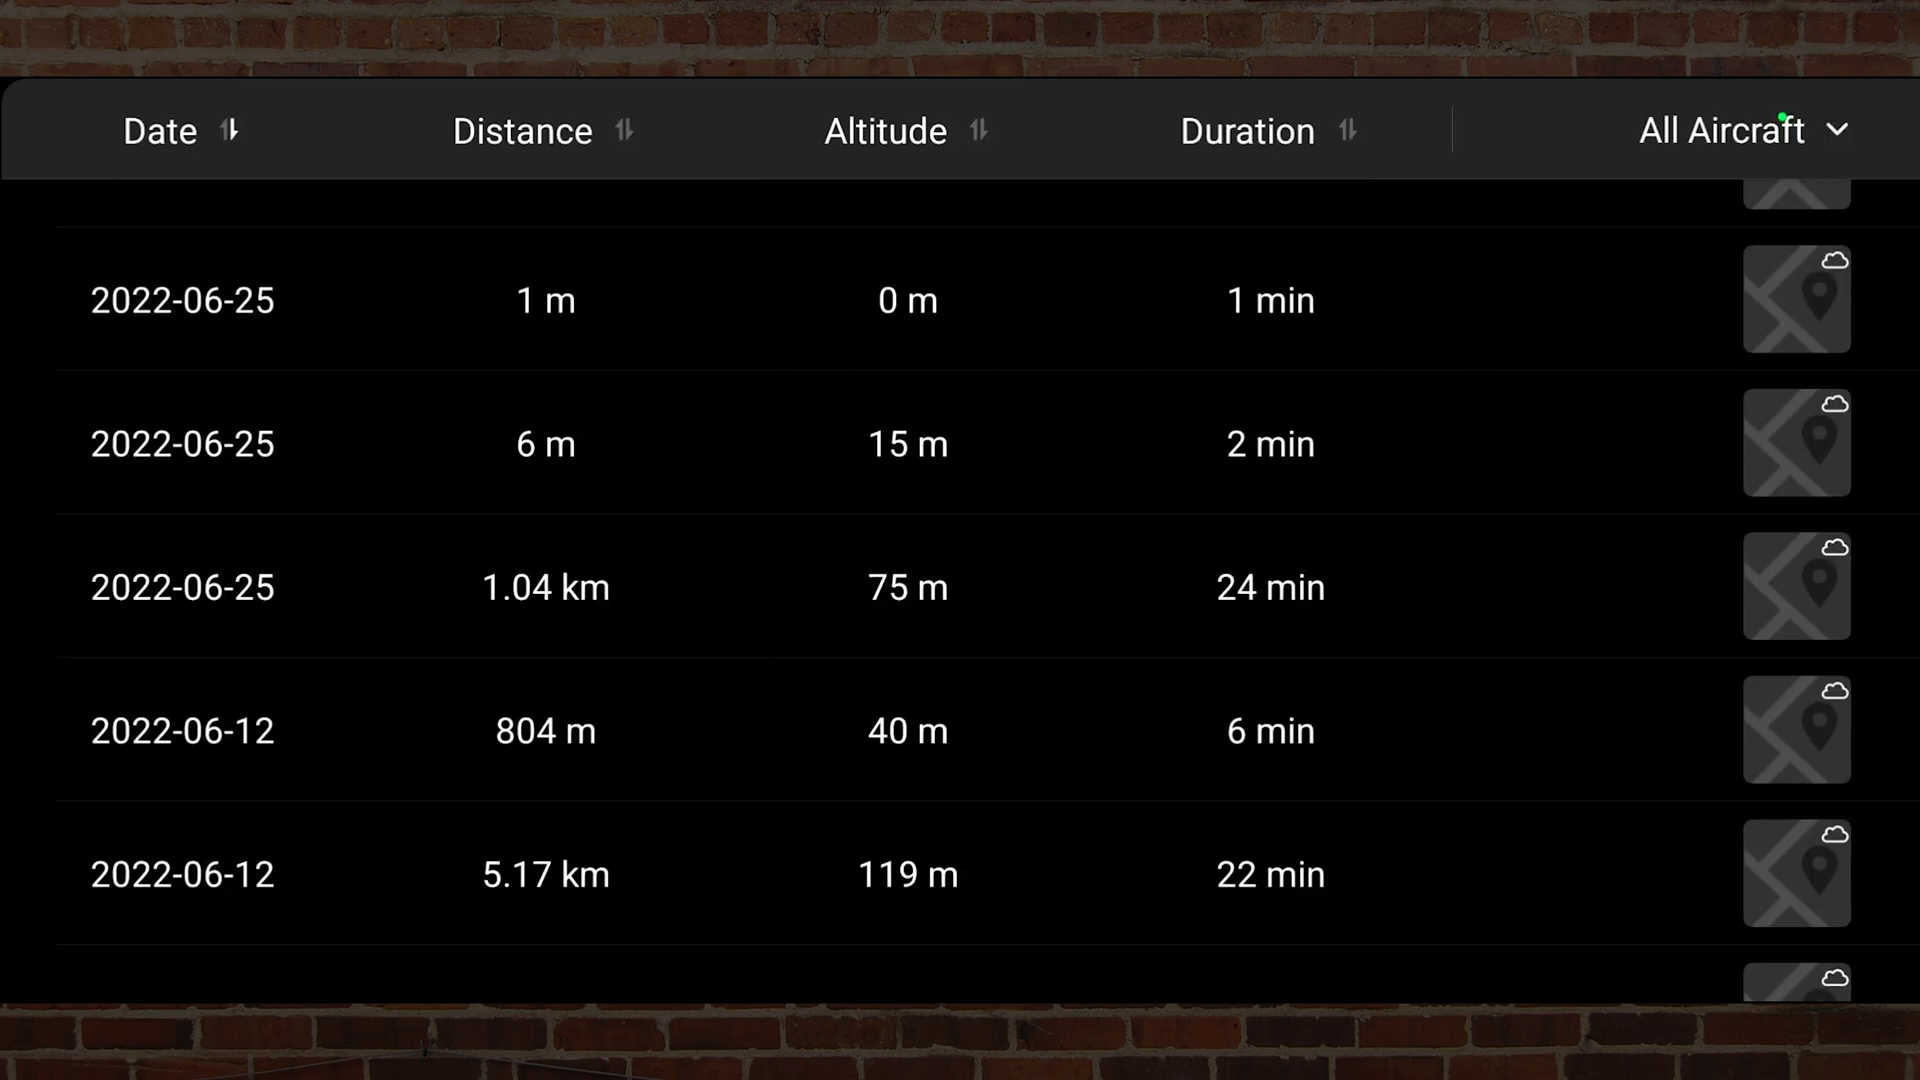 Date Distance Altitude Duration All Aircraft
2022-06-25 1 m 0 m 1 min
2022-06-25 6 m 15 m 2 min
2022-06-25 1.04 km 75 m 24 min
2022-06-12 804 m 40 m 6 min
2022-06-12 5.17 km 119 m 22 min